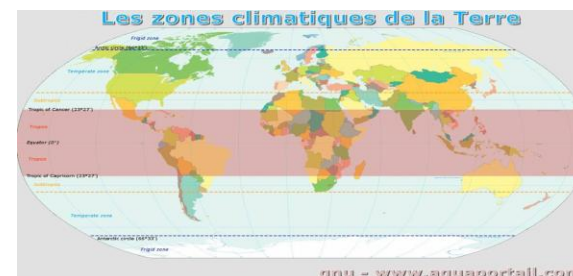 Les zones climatiques de la Terre
Frigid zone
Arctic circle (66°33')
Temperate zone
Subtropics
Tropic of Cancer (23°27')
Tropics
Equator (0°)
Tropics
Tropic of Capricorn (23°27')
Subtropics
Temperate zone
Antarctic circle (66°33')
Frigid zone
gnu - www.aquaportail.com